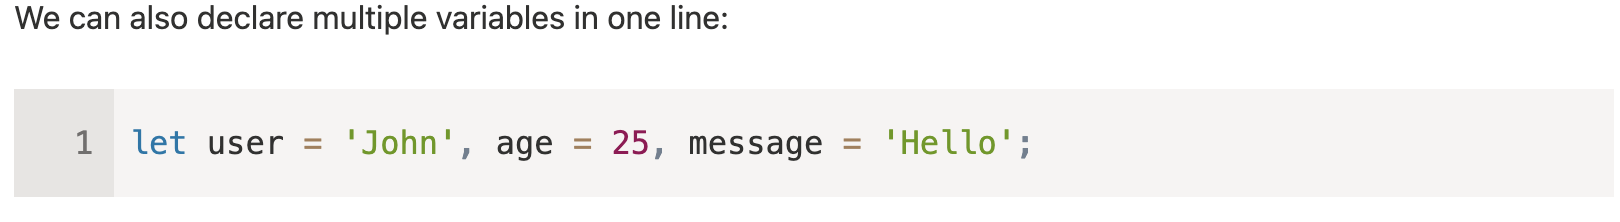 We can also declare multiple variables in one line:
1 let user = 'John', age = 25, message = 'Hello';